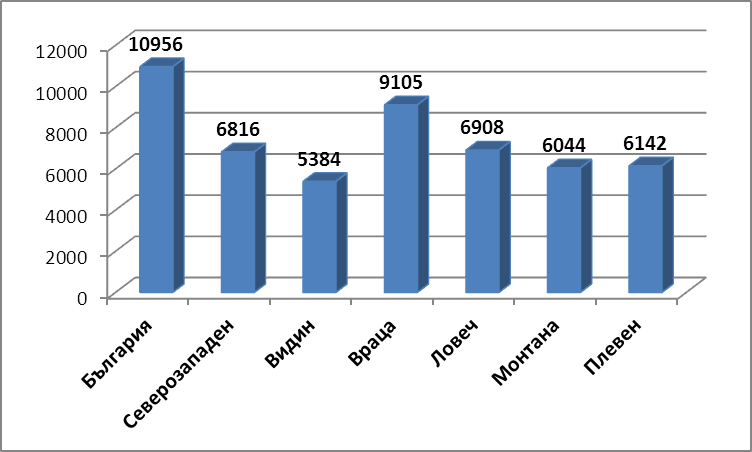 12000
10000
8000
6000
4000
2000
0
10956
6816
5384
9105
6908
6044
6142
България
Северозападен
Видин
Враца
Ловеч
Монтана
Плевен